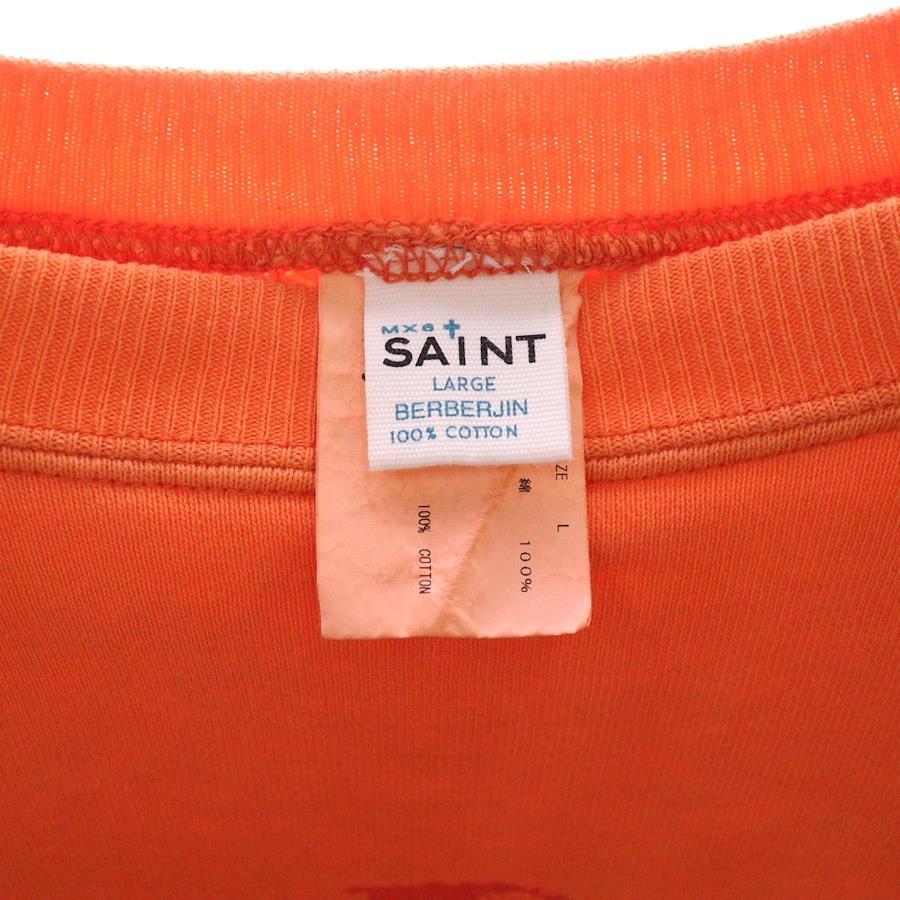 MX6†
SAINT
LARGE
BERBERJIN
100% COTTON
ZE L
綿 100%
100% COTTON